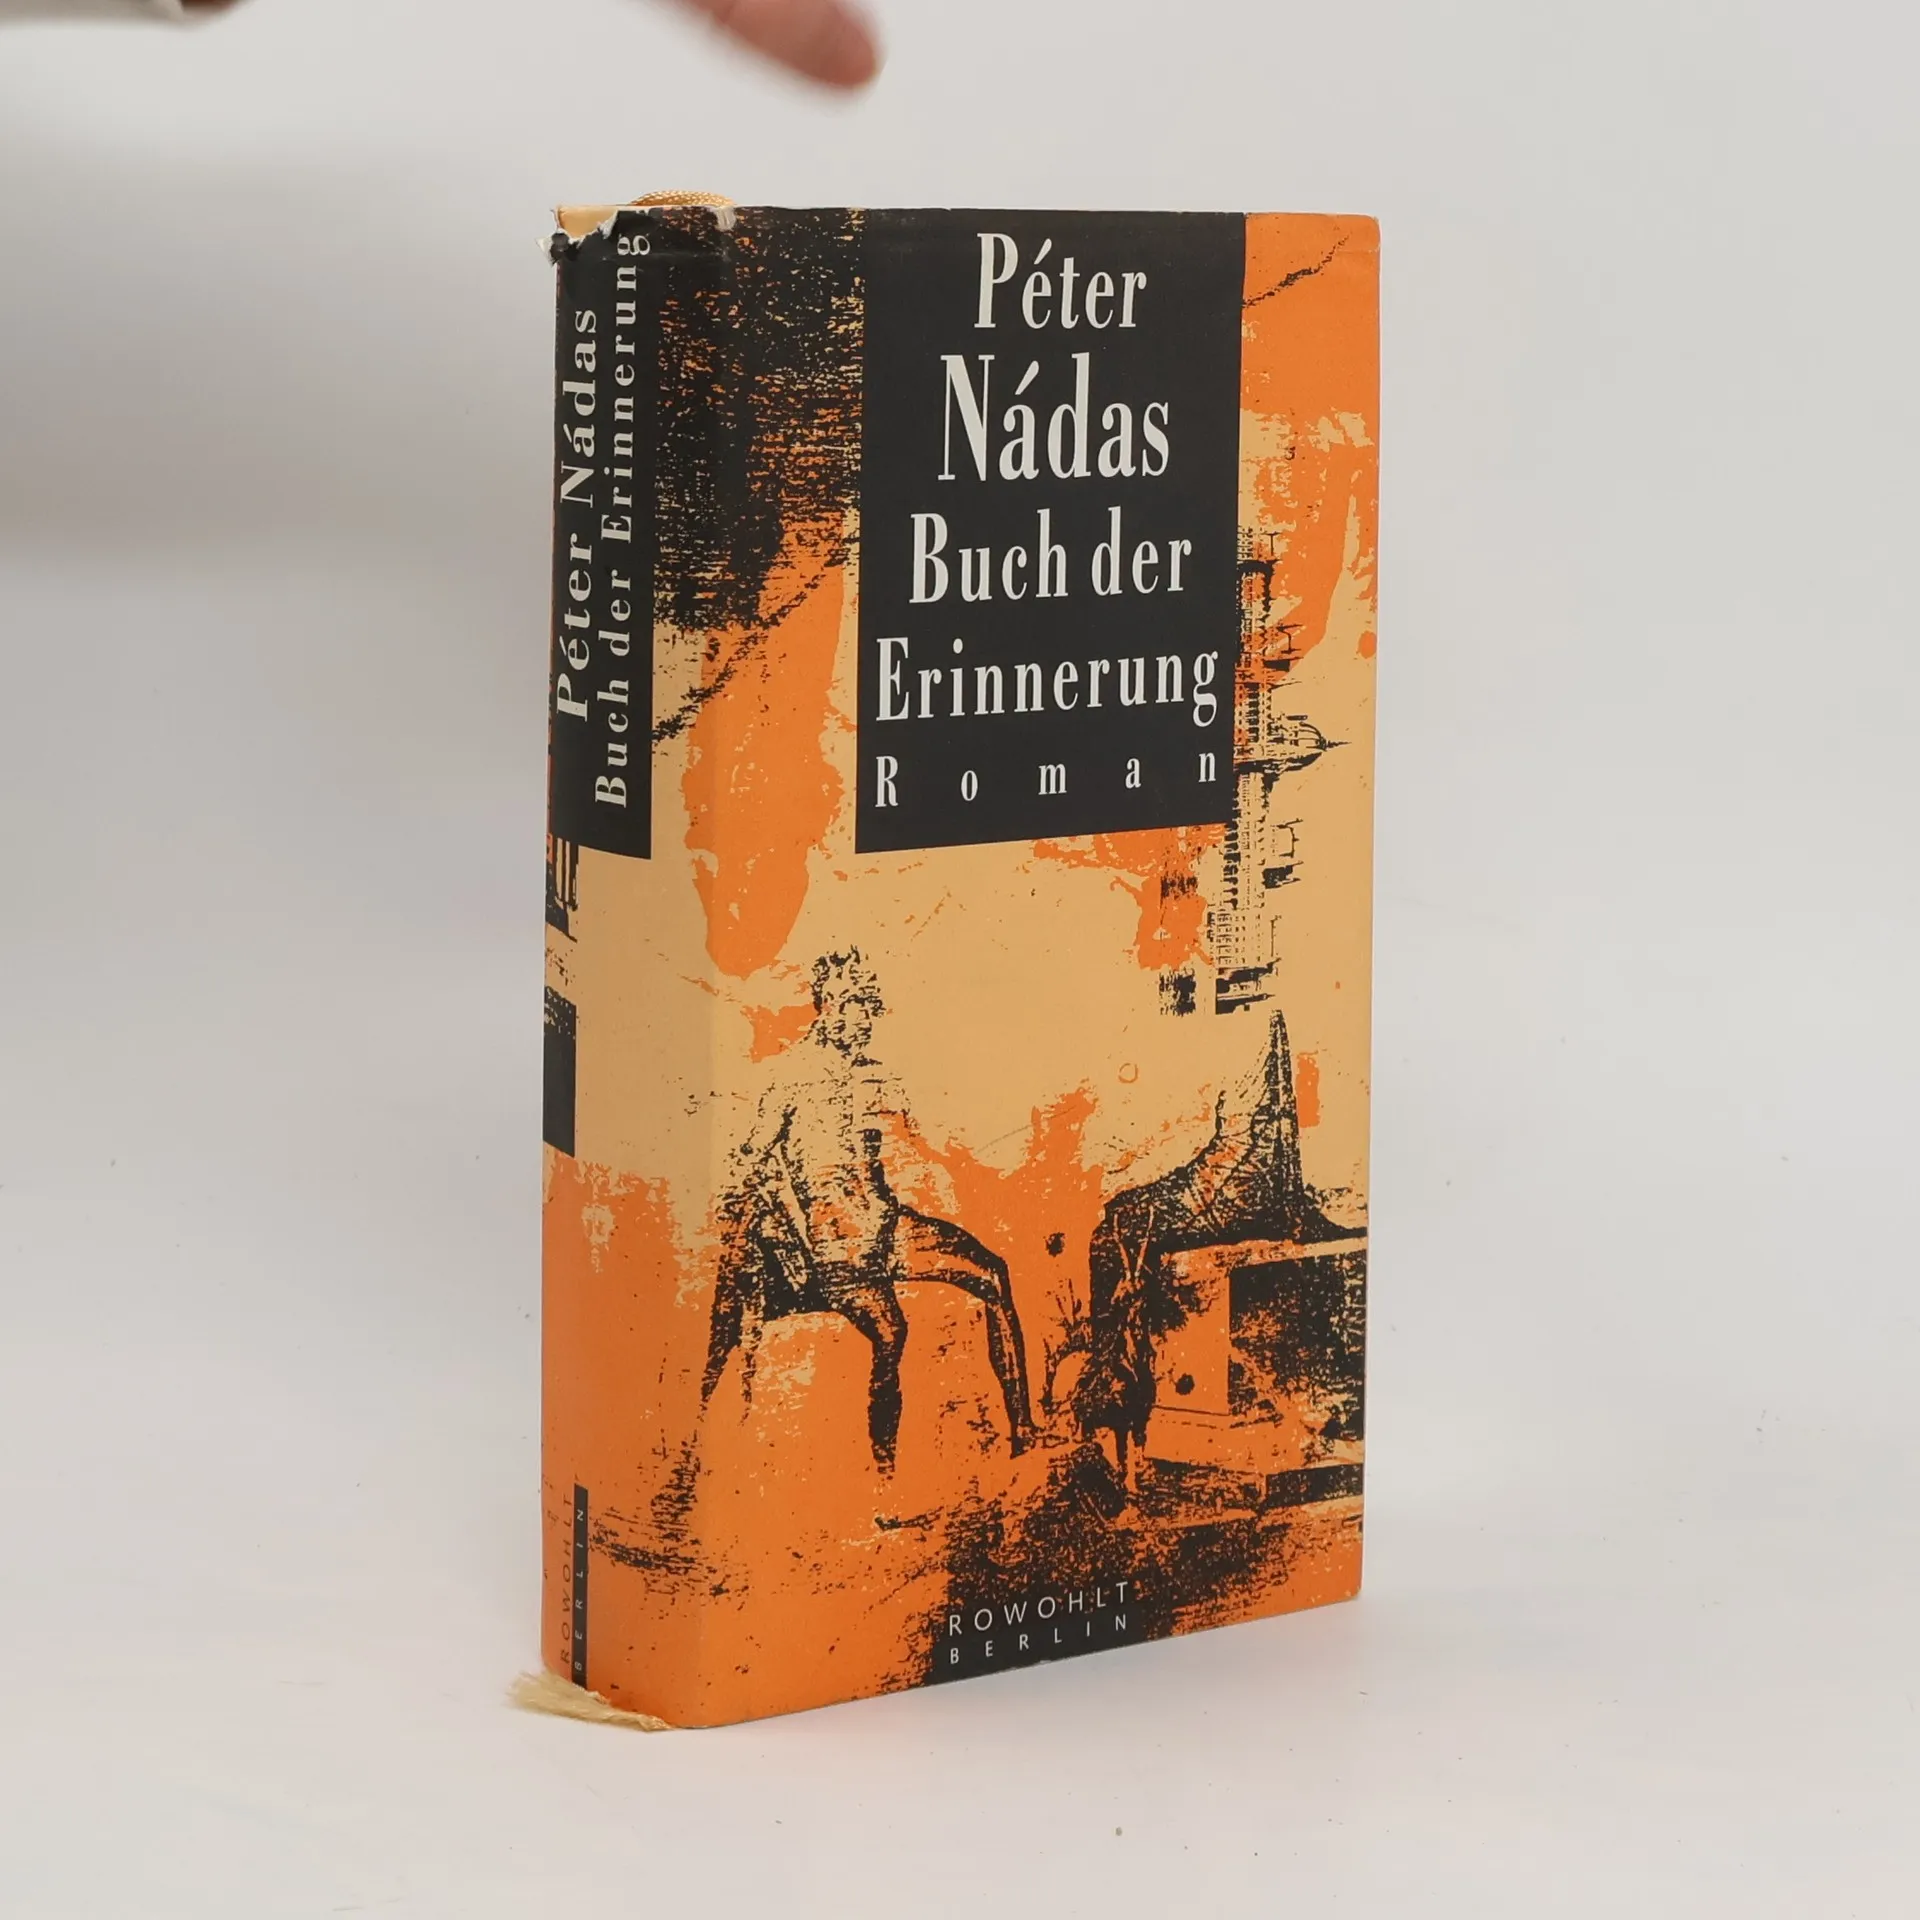 Péter Nádas
Buch der Erinnerung
ROWOHLT
BERLIN
Péter
Nádas
Buch der
Erinnerung
Roman
ROWOHLT
BERLIN